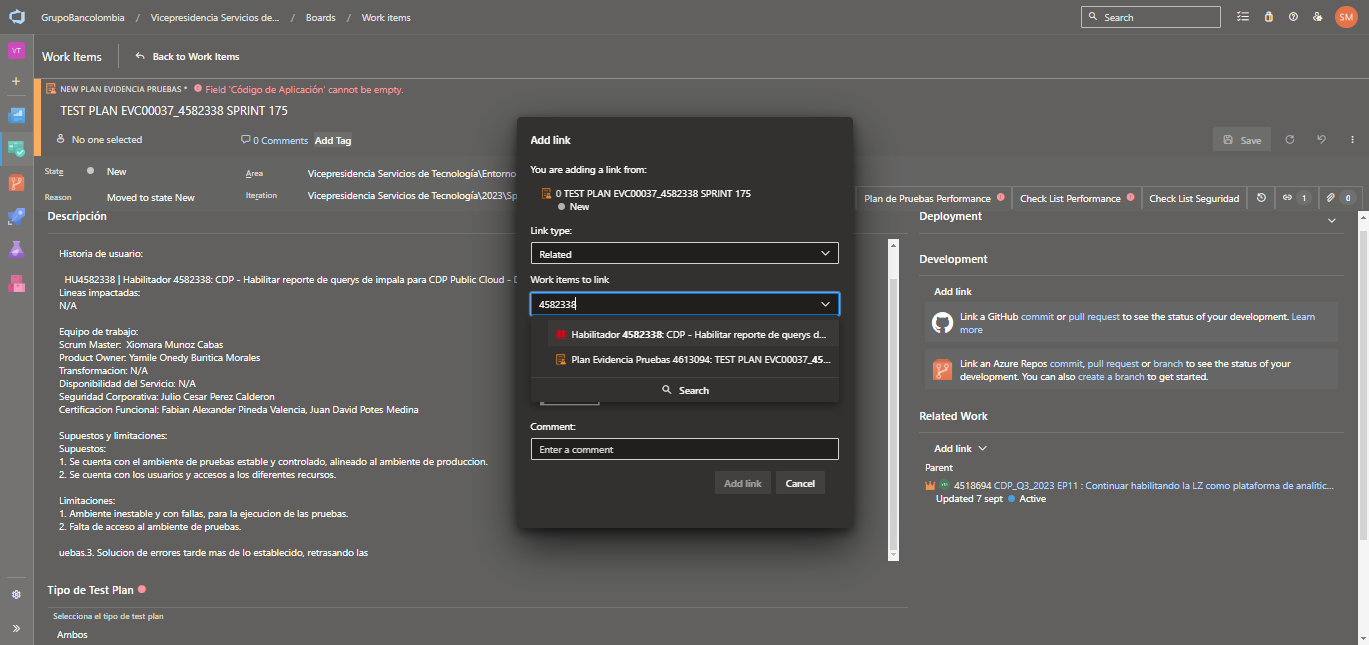 GrupoBancolombia / Vicepresidencia Servicios de... / Boards / Work items
Search
SM
VT
Work Items
Back to Work Items
NEW PLAN EVIDENCIA PRUEBAS * Field 'Código de Aplicación' cannot be empty.
TEST PLAN EVC00037_4582338 SPRINT 175
No one selected
0 Comments
Add Tag
Save
State
New
Area
Vicepresidencia Servicios de Tecnología\Entorno
Reason
Moved to state New
Iteration
Vicepresidencia Servicios de Tecnología\2023\Sp
Plan de Pruebas Performance
Check List Performance
Check List Seguridad
1
0
Descripción
Historia de usuario:
HU4582338 | Habilitador 4582338: CDP - Habilitar reporte de querys de impala para CDP Public Cloud -
Lineas impactadas:
N/A
Equipo de trabajo:
Scrum Master: Xiomara Munoz Cabas
Product Owner: Yamile Onedy Buritica Morales
Transformacion: N/A
Disponibilidad del Servicio: N/A
Seguridad Corporativa: Julio Cesar Perez Calderon
Certificacion Funcional: Fabian Alexander Pineda Valencia, Juan David Potes Medina
Supuestos y limitaciones:
Supuestos:
1. Se cuenta con el ambiente de pruebas estable y controlado, alineado al ambiente de produccion.
2. Se cuenta con los usuarios y accesos a los diferentes recursos.
Limitaciones:
1. Ambiente inestable y con fallas, para la ejecucion de las pruebas.
2. Falta de acceso al ambiente de pruebas.
uebas.3. Solucion de errores tarde mas de lo establecido, retrasando las
Tipo de Test Plan
Selecciona el tipo de test plan
Ambos
Add link
You are adding a link from:
0 TEST PLAN EVC00037_4582338 SPRINT 175
New
Link type:
Related
Work items to link
4582338
Habilitador 4582338: CDP - Habilitar reporte de querys d...
Plan Evidencia Pruebas 4613094: TEST PLAN EVC00037_45...
Search
Comment:
Enter a comment
Add link
Cancel
Deployment
Development
Add link
Link a GitHub commit or pull request to see the status of your development. Learn
more
Link an Azure Repos commit, pull request or branch to see the status of your
development. You can also create a branch to get started.
Related Work
Add link
Parent
4518694 CDP_Q3_2023 EP11 : Continuar habilitando la LZ como plataforma de analitic...
Updated 7 sept Active